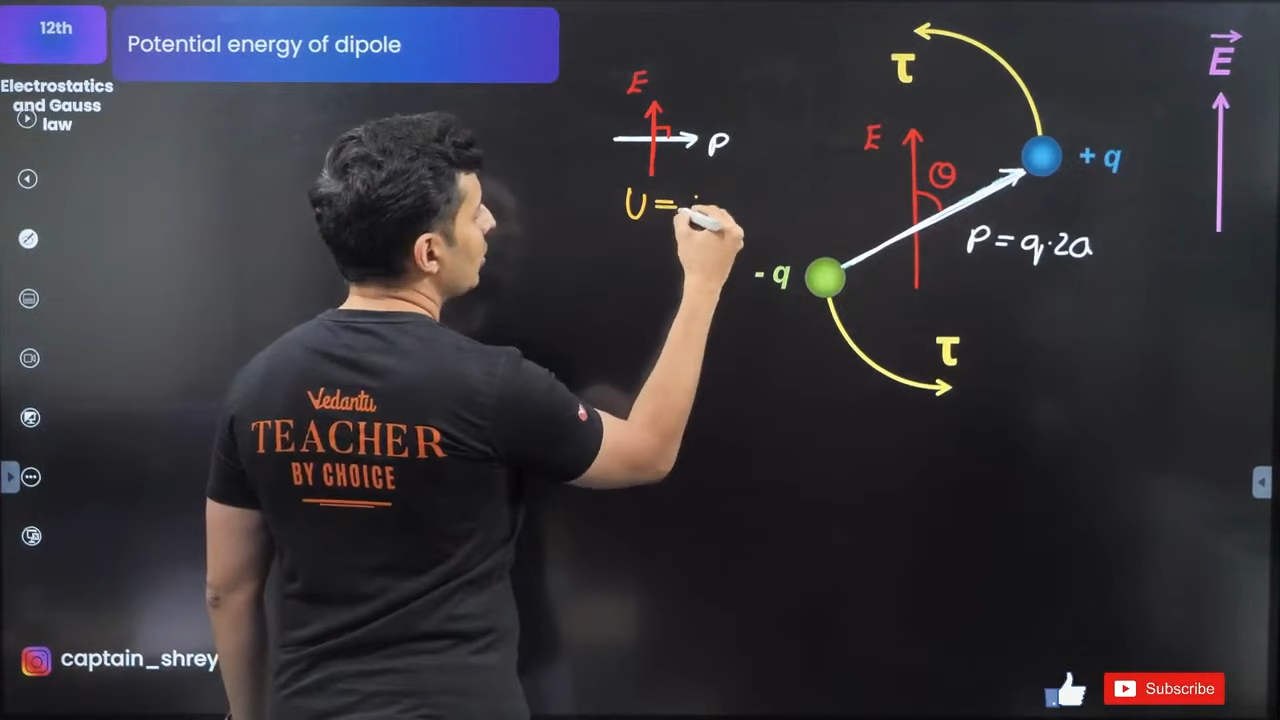 12th
Potential energy of dipole
Electrostatics
and Gauss
law
E
P
U =
τ
E
θ
+ q
P = q·2a
- q
τ
E
Vedantu
TEACHER
BY CHOICE
captain_shrey
Subscribe